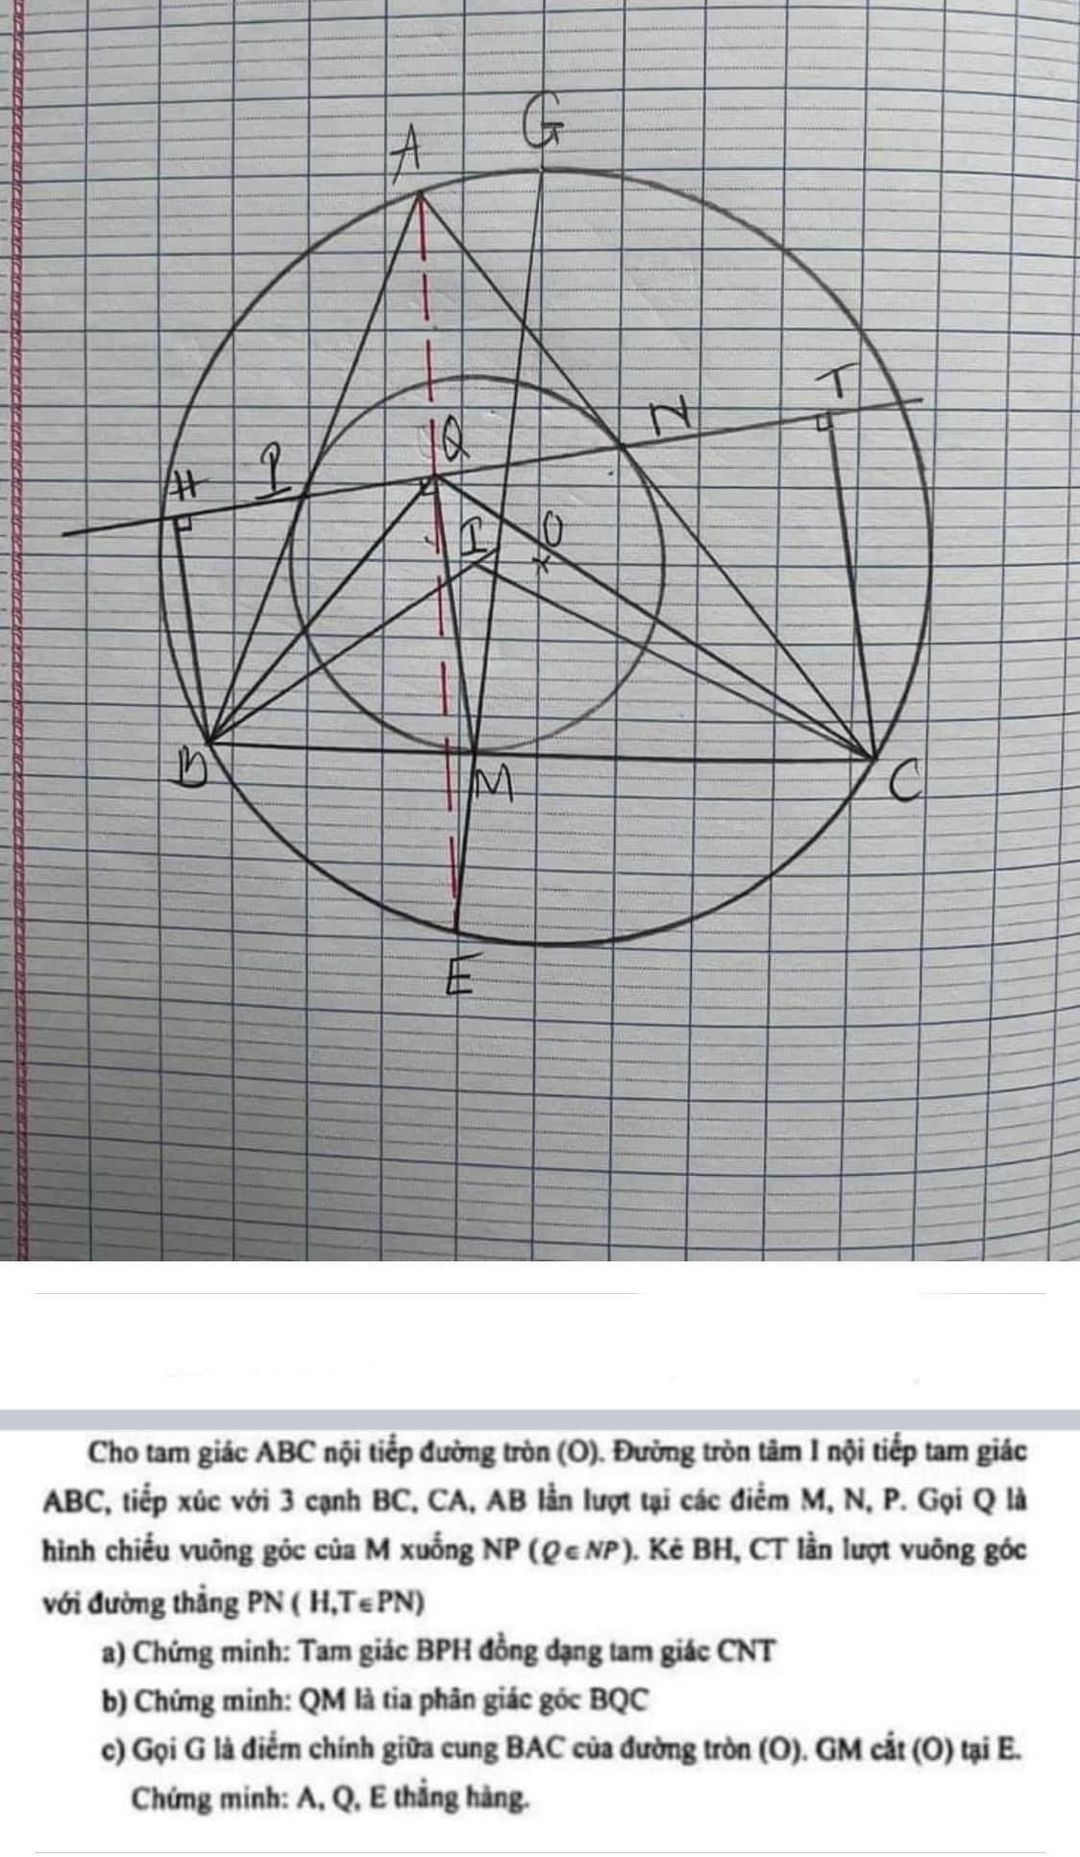 G
A
T
N
Q
P
H
I
O
B
M
C
E
Cho tam giác ABC nội tiếp đường tròn (O). Đường tròn tâm I nội tiếp tam giác
ABC, tiếp xúc với 3 cạnh BC, CA, AB lần lượt tại các điểm M, N, P. Gọi Q là
hình chiếu vuông góc của M xuống NP (Q∈NP). Kẻ BH, CT lần lượt vuông góc
với đường thẳng PN ( H,T∈PN)
a) Chứng minh: Tam giác BPH đồng dạng tam giác CNT
b) Chứng minh: QM là tia phân giác góc BQC
c) Gọi G là điểm chính giữa cung BAC của đường tròn (O). GM cắt (O) tại E.
Chứng minh: A, Q, E thẳng hàng.